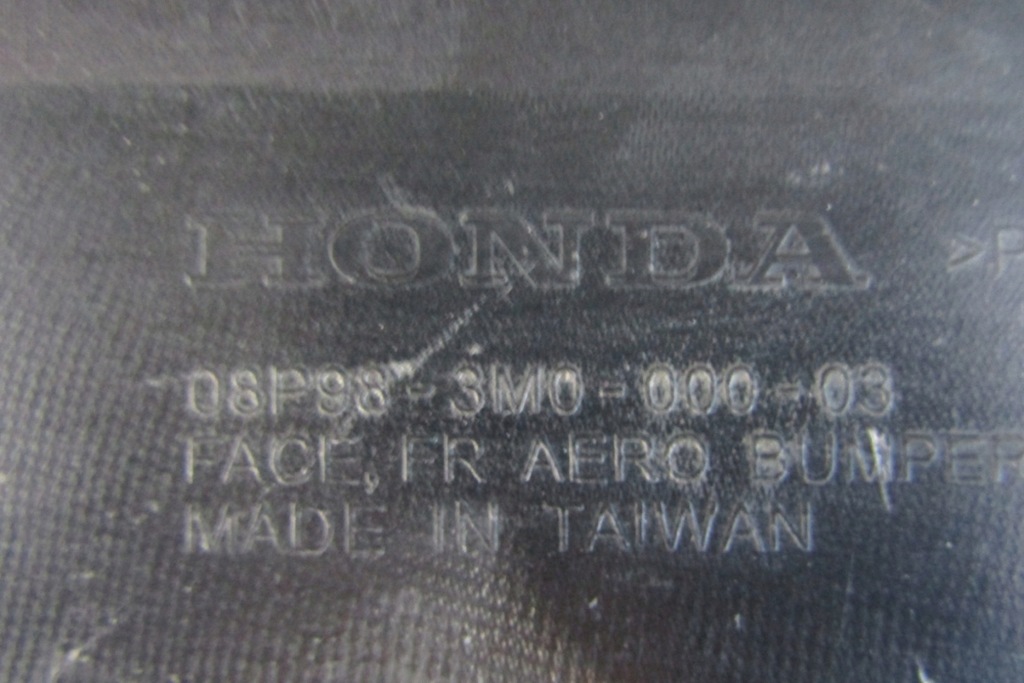 HONDA >P
08P98-3M0-000-03
FACE, FR AERO BUMPER
MADE IN TAIWAN